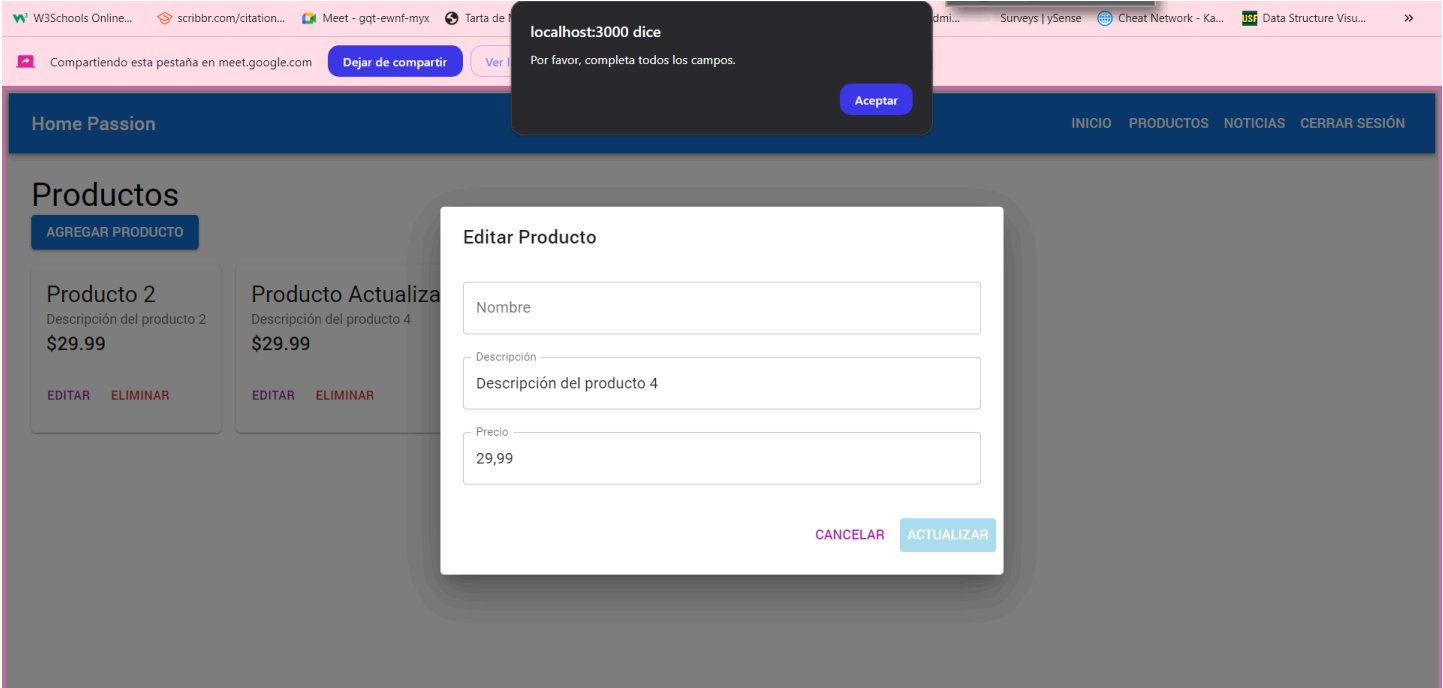 W3Schools Online...
scribbr.com/citation...
Meet - gqt-ewnf-myx
Tarta de
Surveys | ySense
Cheat Network - Ka...
USF Data Structure Visu...
»
localhost:3000 dice
Por favor, completa todos los campos.
Aceptar
Compartiendo esta pestaña en meet.google.com
Dejar de compartir
Ver
Home Passion
INICIO
PRODUCTOS
NOTICIAS
CERRAR SESIÓN
Productos
AGREGAR PRODUCTO
Producto 2
Descripción del producto 2
$29.99
EDITAR
ELIMINAR
Producto Actualiza
Descripción del producto 4
$29.99
EDITAR
ELIMINAR
Editar Producto
Nombre
Descripción
Descripción del producto 4
Precio
29,99
CANCELAR
ACTUALIZAR